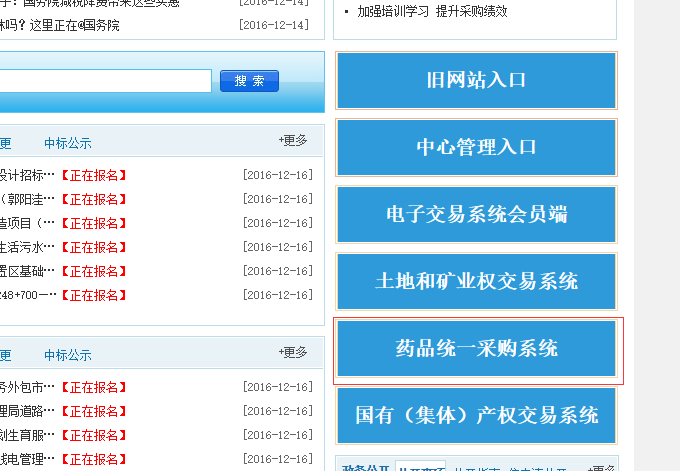 子：国务院减税降费带来这些实惠 [2016-12-14]
吗？这里正在@国务院 [2016-12-14]
• 加强培训学习 提升采购绩效
搜 索
更 中标公示 +更多
设计招标…【正在报名】 [2016-12-16]
（郭阳洼…【正在报名】 [2016-12-16]
造项目（…【正在报名】 [2016-12-16]
生活污水…【正在报名】 [2016-12-16]
置区基础…【正在报名】 [2016-12-16]
248+700—…【正在报名】 [2016-12-16]
更 中标公示 +更多
务外包市…【正在报名】 [2016-12-16]
理局道路…【正在报名】 [2016-12-16]
划生育服…【正在报名】 [2016-12-16]
线电管理…【正在报名】 [2016-12-16]
旧网站入口
中心管理入口
电子交易系统会员端
土地和矿业权交易系统
药品统一采购系统
国有（集体）产权交易系统
政务公开 +更多